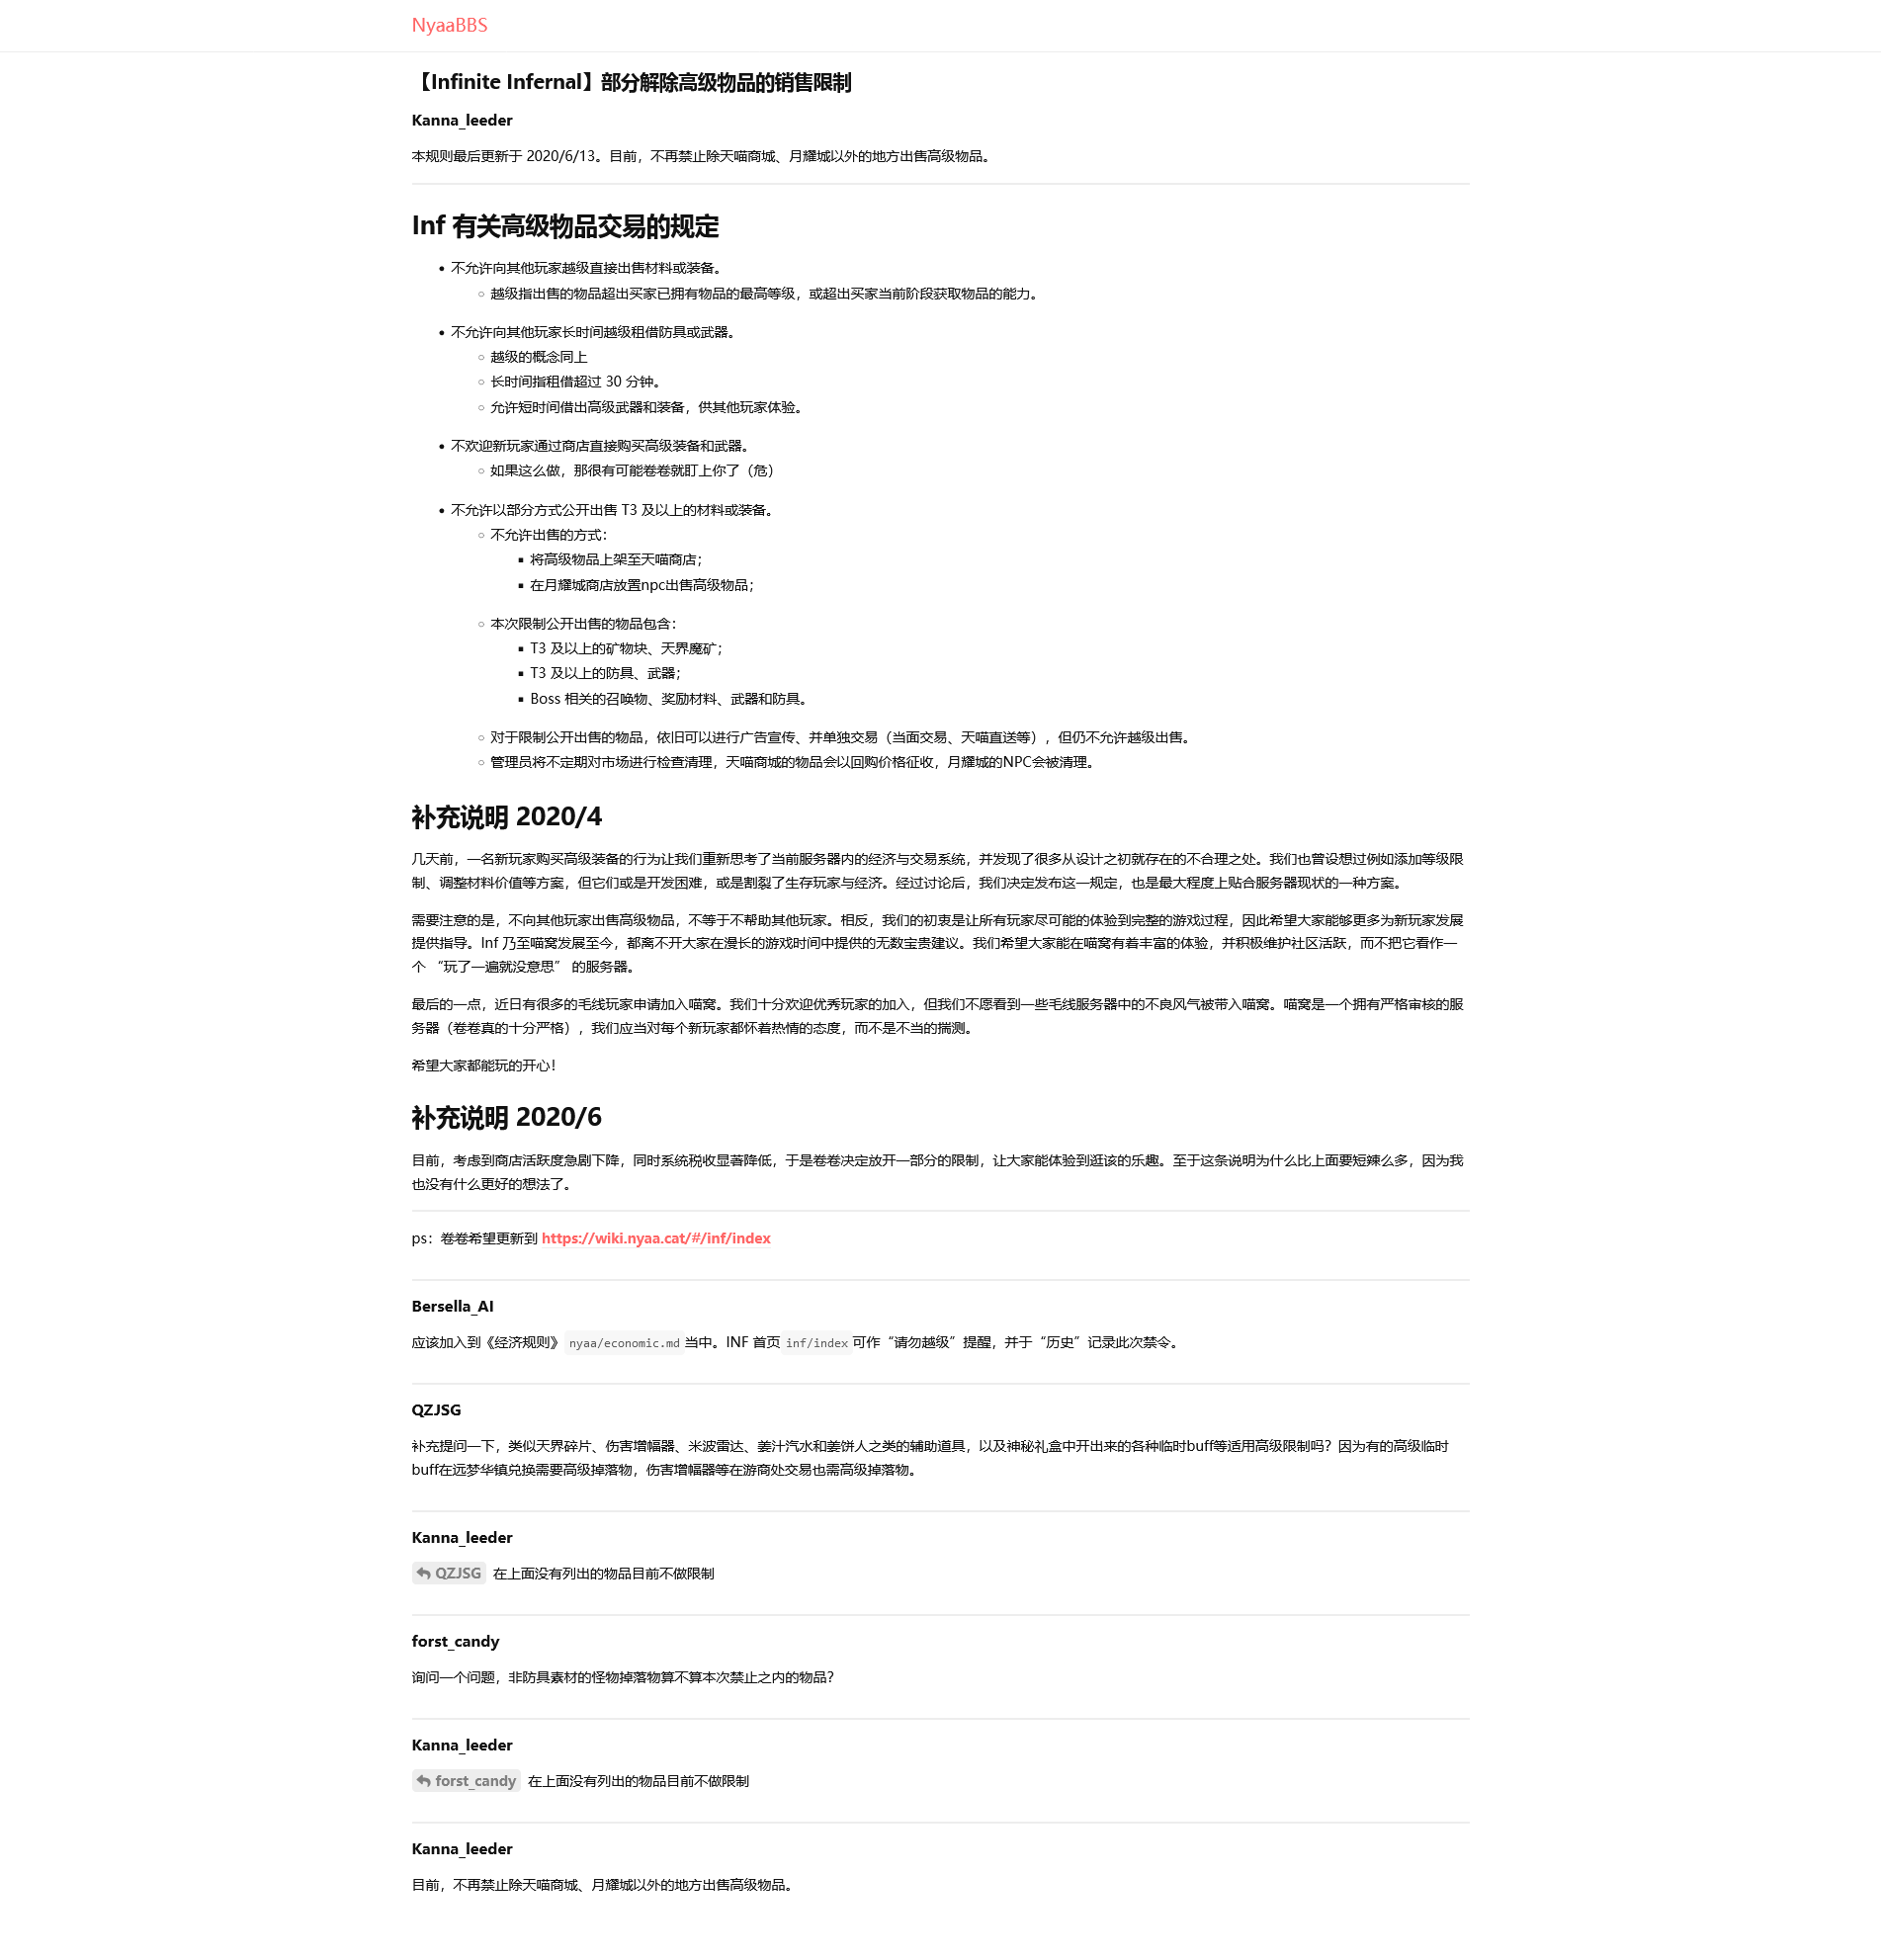 NyaaBBS
【Infinite Infernal】部分解除高级物品的销售限制
Kanna_leeder
本规则最后更新于 2020/6/13。目前，不再禁止除天喵商城、月耀城以外的地方出售高级物品。
Inf 有关高级物品交易的规定
• 不允许向其他玩家越级直接出售材料或装备。
◦ 越级指出售的物品超出买家已拥有物品的最高等级，或超出买家当前阶段获取物品的能力。
• 不允许向其他玩家长时间越级租借防具或武器。
◦ 越级的概念同上
◦ 长时间指租借超过 30 分钟。
◦ 允许短时间借出高级武器和装备，供其他玩家体验。
• 不欢迎新玩家通过商店直接购买高级装备和武器。
◦ 如果这么做，那很有可能卷卷就盯上你了（危）
• 不允许以部分方式公开出售 T3 及以上的材料或装备。
◦ 不允许出售的方式：
▪ 将高级物品上架至天喵商店；
▪ 在月耀城商店放置npc出售高级物品；
◦ 本次限制公开出售的物品包含：
▪ T3 及以上的矿物块、天界魔矿；
▪ T3 及以上的防具、武器；
▪ Boss 相关的召唤物、奖励材料、武器和防具。
◦ 对于限制公开出售的物品，依旧可以进行广告宣传、并单独交易（当面交易、天喵直送等），但仍不允许越级出售。
◦ 管理员将不定期对市场进行检查清理，天喵商城的物品会以回购价格征收，月耀城的NPC会被清理。
补充说明 2020/4
几天前，一名新玩家购买高级装备的行为让我们重新思考了当前服务器内的经济与交易系统，并发现了很多从设计之初就存在的不合理之处。我们也曾设想过例如添加等级限
制、调整材料价值等方案，但它们或是开发困难，或是割裂了生存玩家与经济。经过讨论后，我们决定发布这一规定，也是最大程度上贴合服务器现状的一种方案。
需要注意的是，不向其他玩家出售高级物品，不等于不帮助其他玩家。相反，我们的初衷是让所有玩家尽可能的体验到完整的游戏过程，因此希望大家能够更多为新玩家发展
提供指导。Inf 乃至喵窝发展至今，都离不开大家在漫长的游戏时间中提供的无数宝贵建议。我们希望大家能在喵窝有着丰富的体验，并积极维护社区活跃，而不把它看作一
个 “玩了一遍就没意思” 的服务器。
最后的一点，近日有很多的毛线玩家申请加入喵窝。我们十分欢迎优秀玩家的加入，但我们不愿看到一些毛线服务器中的不良风气被带入喵窝。喵窝是一个拥有严格审核的服
务器（卷卷真的十分严格），我们应当对每个新玩家都怀着热情的态度，而不是不当的揣测。
希望大家都能玩的开心！
补充说明 2020/6
目前，考虑到商店活跃度急剧下降，同时系统税收显著降低，于是卷卷决定放开一部分的限制，让大家能体验到逛该的乐趣。至于这条说明为什么比上面要短辣么多，因为我
也没有什么更好的想法了。
ps：卷卷希望更新到 https://wiki.nyaa.cat/#/inf/index
Bersella_AI
应该加入到《经济规则》 nyaa/economic.md 当中。INF 首页 inf/index 可作“请勿越级”提醒，并于“历史”记录此次禁令。
QZJSG
补充提问一下，类似天界碎片、伤害增幅器、米波雷达、姜汁汽水和姜饼人之类的辅助道具，以及神秘礼盒中开出来的各种临时buff等适用高级限制吗？因为有的高级临时
buff在远梦华镇兑换需要高级掉落物，伤害增幅器等在游商处交易也需高级掉落物。
Kanna_leeder
QZJSG 在上面没有列出的物品目前不做限制
forst_candy
询问一个问题，非防具素材的怪物掉落物算不算本次禁止之内的物品？
Kanna_leeder
forst_candy 在上面没有列出的物品目前不做限制
Kanna_leeder
目前，不再禁止除天喵商城、月耀城以外的地方出售高级物品。